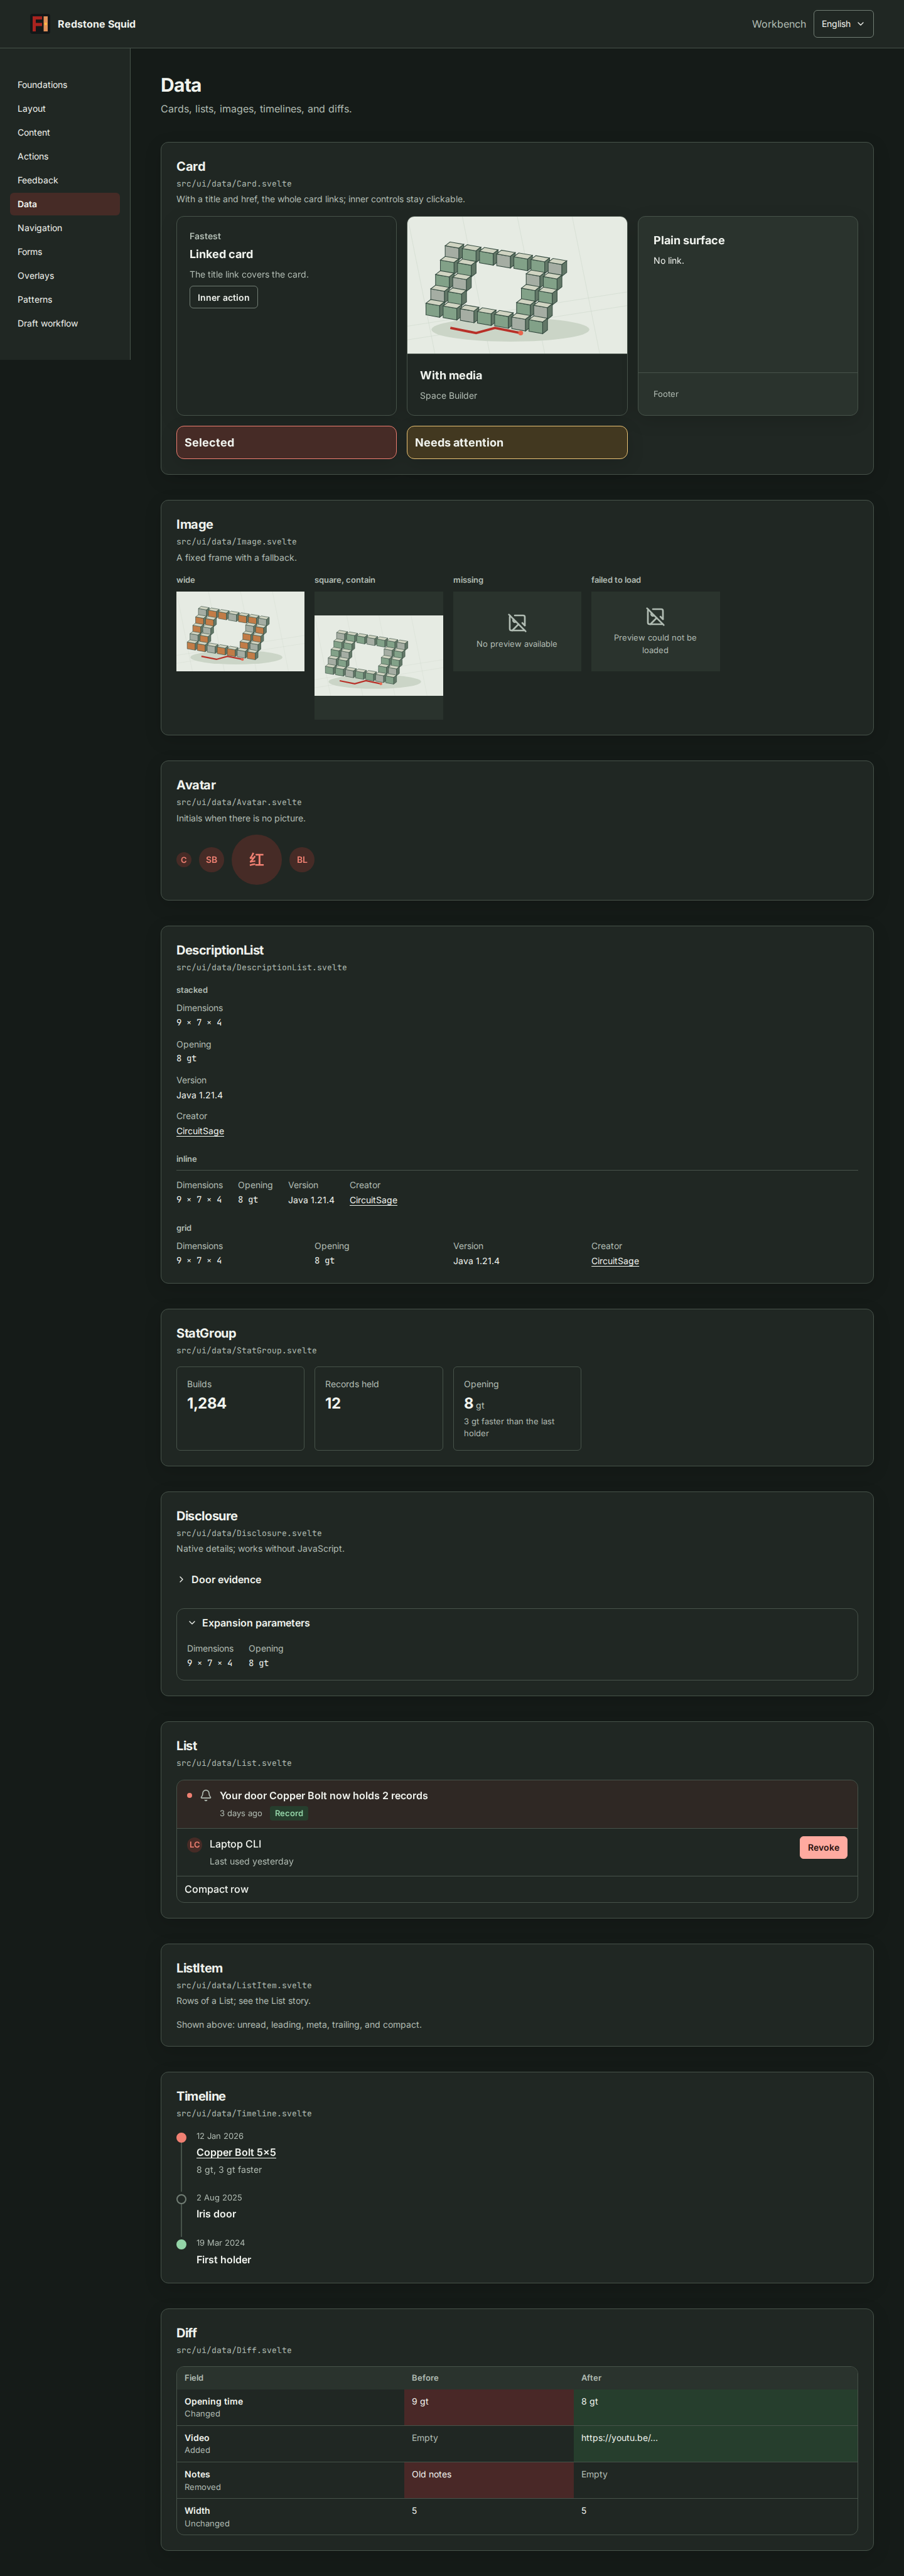 Redstone Squid
Workbench
English
Foundations
Layout
Content
Actions
Feedback
Data
Navigation
Forms
Overlays
Patterns
Draft workflow
Data
Cards, lists, images, timelines, and diffs.
Card
src/ui/data/Card.svelte
With a title and href, the whole card links; inner controls stay clickable.
Fastest
Linked card
The title link covers the card.
Inner action
With media
Space Builder
Plain surface
No link.
Footer
Selected
Needs attention
Image
src/ui/data/Image.svelte
A fixed frame with a fallback.
wide
square, contain
missing
No preview available
failed to load
Preview could not be
loaded
Avatar
src/ui/data/Avatar.svelte
Initials when there is no picture.
C
SB
红
BL
DescriptionList
src/ui/data/DescriptionList.svelte
stacked
Dimensions
9 × 7 × 4
Opening
8 gt
Version
Java 1.21.4
Creator
CircuitSage
inline
Dimensions Opening Version Creator
9 × 7 × 4 8 gt Java 1.21.4 CircuitSage
grid
Dimensions Opening Version Creator
9 × 7 × 4 8 gt Java 1.21.4 CircuitSage
StatGroup
src/ui/data/StatGroup.svelte
Builds
1,284
Records held
12
Opening
8 gt
3 gt faster than the last
holder
Disclosure
src/ui/data/Disclosure.svelte
Native details; works without JavaScript.
Door evidence
Expansion parameters
Dimensions Opening
9 × 7 × 4 8 gt
List
src/ui/data/List.svelte
Your door Copper Bolt now holds 2 records
3 days ago Record
LC
Laptop CLI
Last used yesterday
Revoke
Compact row
ListItem
src/ui/data/ListItem.svelte
Rows of a List; see the List story.
Shown above: unread, leading, meta, trailing, and compact.
Timeline
src/ui/data/Timeline.svelte
12 Jan 2026
Copper Bolt 5×5
8 gt, 3 gt faster
2 Aug 2025
Iris door
19 Mar 2024
First holder
Diff
src/ui/data/Diff.svelte
Field Before After
Opening time 9 gt 8 gt
Changed
Video Empty https://youtu.be/…
Added
Notes Old notes Empty
Removed
Width 5 5
Unchanged